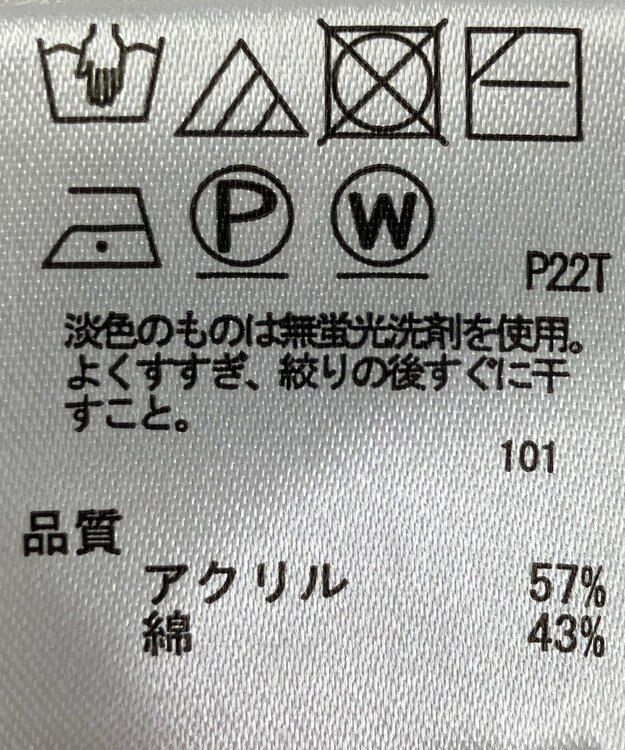 P
W
P22T
淡色のものは無蛍光洗剤を使用。
よくすすぎ、絞りの後すぐに干
すこと。
101
品質
アクリル 57%
綿 43%